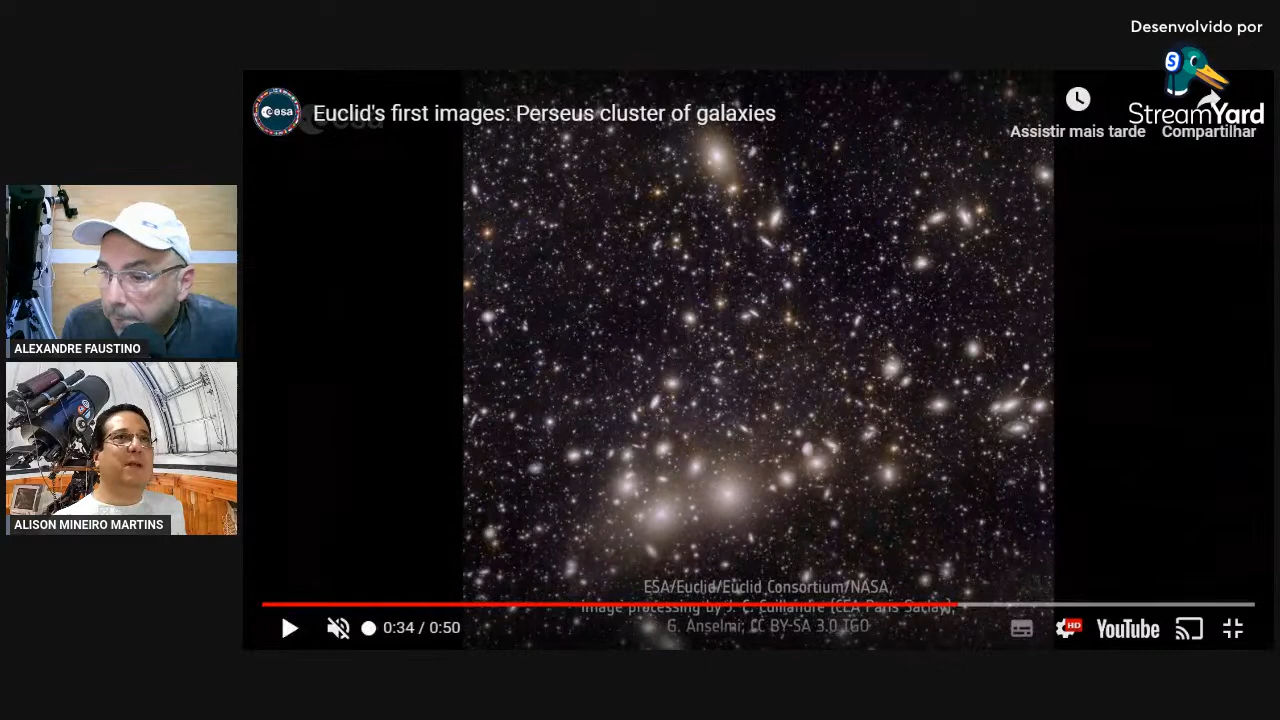 Desenvolvido por
StreamYard
esa
Euclid's first images: Perseus cluster of galaxies
Assistir mais tarde
Compartilhar
ALEXANDRE FAUSTINO
ALISON MINEIRO MARTINS
ESA/Euclid/Euclid Consortium/NASA,
image processing by J. C. Cuillandre (CEA Paris Saclay),
G. Anselmi; CC BY-SA 3.0 IGO
0:34 / 0:50
HD
YouTube